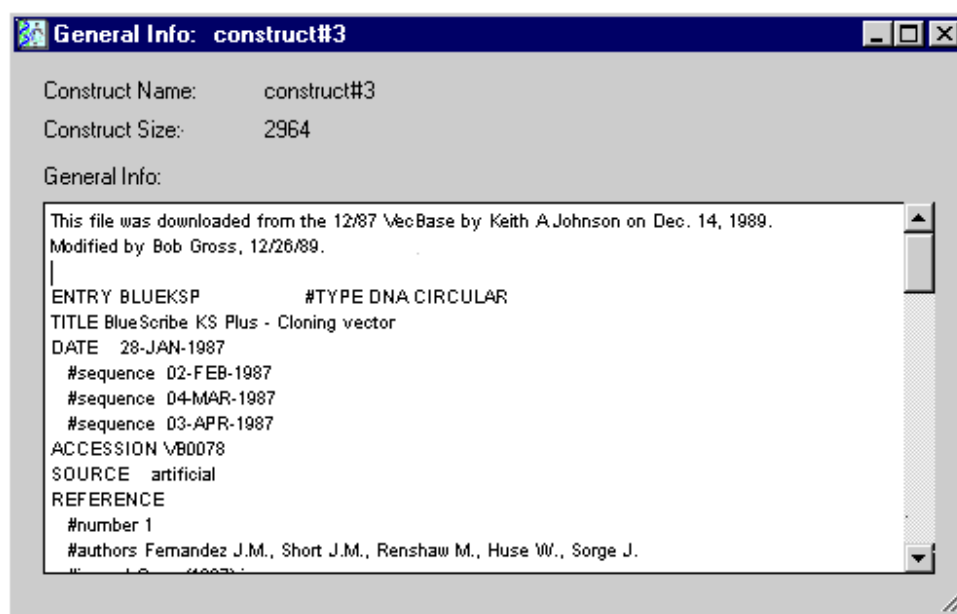 General Info: construct#3
Construct Name: construct#3
Construct Size: 2964
General Info:
This file was downloaded from the 12/87 VecBase by Keith A Johnson on Dec. 14, 1989.
Modified by Bob Gross, 12/26/89.
ENTRY BLUEKSP #TYPE DNA CIRCULAR
TITLE BlueScribe KS Plus - Cloning vector
DATE 28-JAN-1987
#sequence 02-FEB-1987
#sequence 04-MAR-1987
#sequence 03-APR-1987
ACCESSION VB0078
SOURCE artificial
REFERENCE
#number 1
#authors Fernandez J.M., Short J.M., Renshaw M., Huse W., Sorge J.